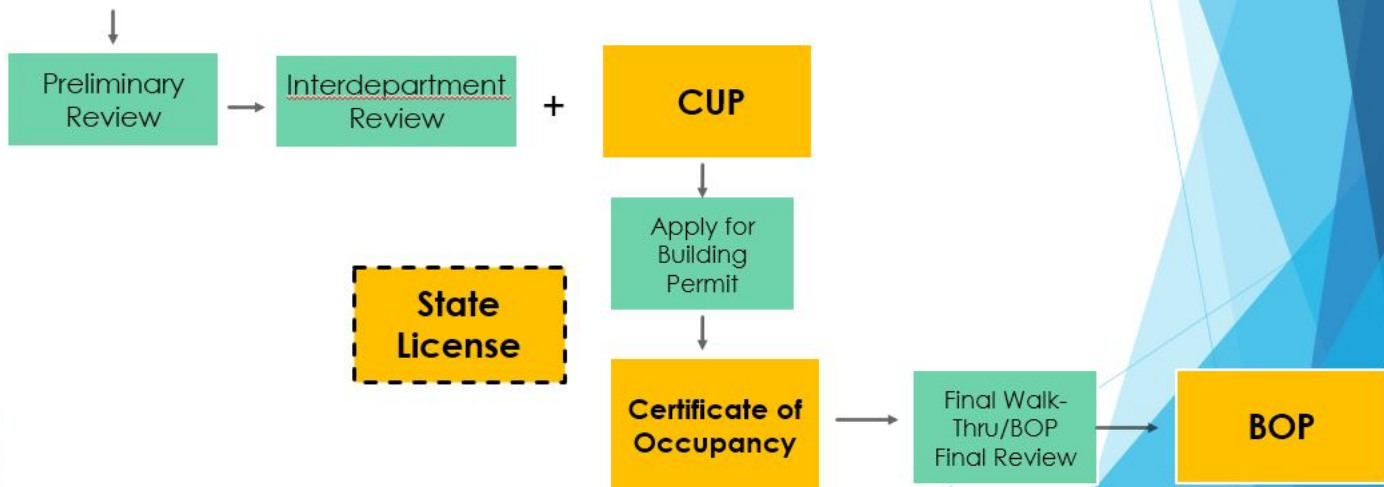 Preliminary
Review
Interdepartment
Review
+
CUP
Apply for
Building
Permit
State
License
Certificate of
Occupancy
Final Walk-
Thru/BOP
Final Review
BOP